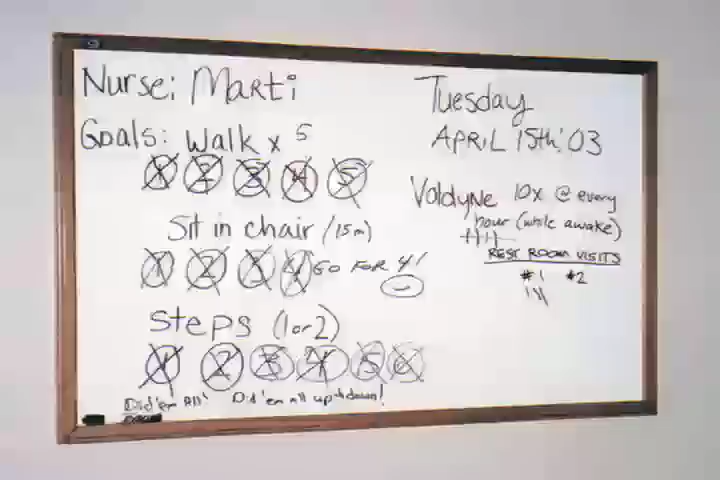 Nurse: Marti
Goals: Walk x 5
1 2 3 4 5
Sit in chair (15m)
1 2 3 4 GO FOR 4!
Steps (1 or 2)
1 2 3 4 5 6
Did'em All! Did'em all up+down!
Tuesday
APRIL 15th '03
Voldyne 10x @ every
hour (while awake)
REST ROOM VISITS
#1 #2